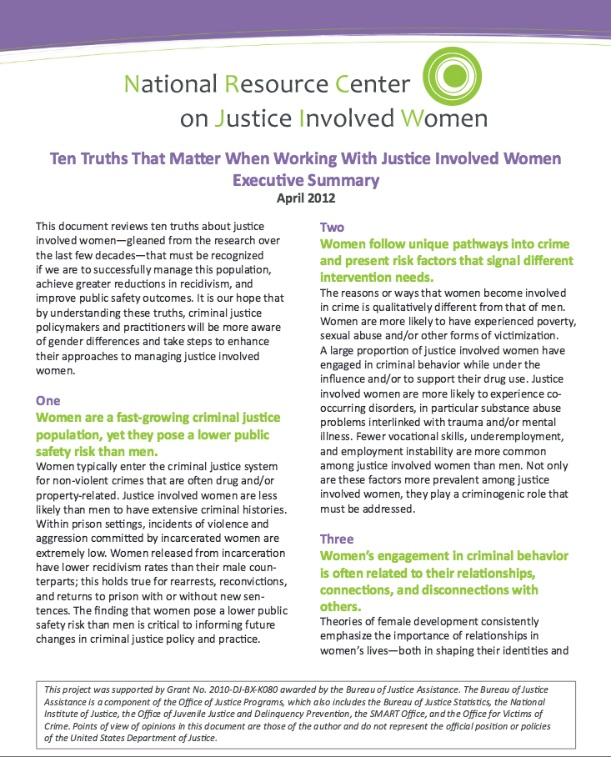 National Resource Center
on Justice Involved Women
Ten Truths That Matter When Working With Justice Involved Women
Executive Summary
April 2012
This document reviews ten truths about justice
involved women—gleaned from the research over
the last few decades—that must be recognized
if we are to successfully manage this population,
achieve greater reductions in recidivism, and
improve public safety outcomes. It is our hope that
by understanding these truths, criminal justice
policymakers and practitioners will be more aware
of gender differences and take steps to enhance
their approaches to managing justice involved
women.
One
Women are a fast-growing criminal justice
population, yet they pose a lower public
safety risk than men.
Women typically enter the criminal justice system
for non-violent crimes that are often drug and/or
property-related. Justice involved women are less
likely than men to have extensive criminal histories.
Within prison settings, incidents of violence and
aggression committed by incarcerated women are
extremely low. Women released from incarceration
have lower recidivism rates than their male coun-
terparts; this holds true for rearrests, reconvictions,
and returns to prison with or without new sen-
tences. The finding that women pose a lower public
safety risk than men is critical to informing future
changes in criminal justice policy and practice.
Two
Women follow unique pathways into crime
and present risk factors that signal different
intervention needs.
The reasons or ways that women become involved
in crime is qualitatively different from that of men.
Women are more likely to have experienced poverty,
sexual abuse and/or other forms of victimization.
A large proportion of justice involved women have
engaged in criminal behavior while under the
influence and/or to support their drug use. Justice
involved women are more likely to experience co-
occurring disorders, in particular substance abuse
problems interlinked with trauma and/or mental
illness. Fewer vocational skills, underemployment,
and employment instability are more common
among justice involved women than men. Not only
are these factors more prevalent among justice
involved women, they play a criminogenic role that
must be addressed.
Three
Women's engagement in criminal behavior
is often related to their relationships,
connections, and disconnections with
others.
Theories of female development consistently
emphasize the importance of relationships in
women's lives—both in shaping their identities and
This project was supported by Grant No. 2010-DJ-BX-K080 awarded by the Bureau of Justice Assistance. The Bureau of Justice
Assistance is a component of the Office of Justice Programs, which also includes the Bureau of Justice Statistics, the National
Institute of Justice, the Office of Juvenile Justice and Delinquency Prevention, the SMART Office, and the Office for Victims of
Crime. Points of view of opinions in this document are those of the author and do not represent the official position or policies
of the United States Department of Justice.